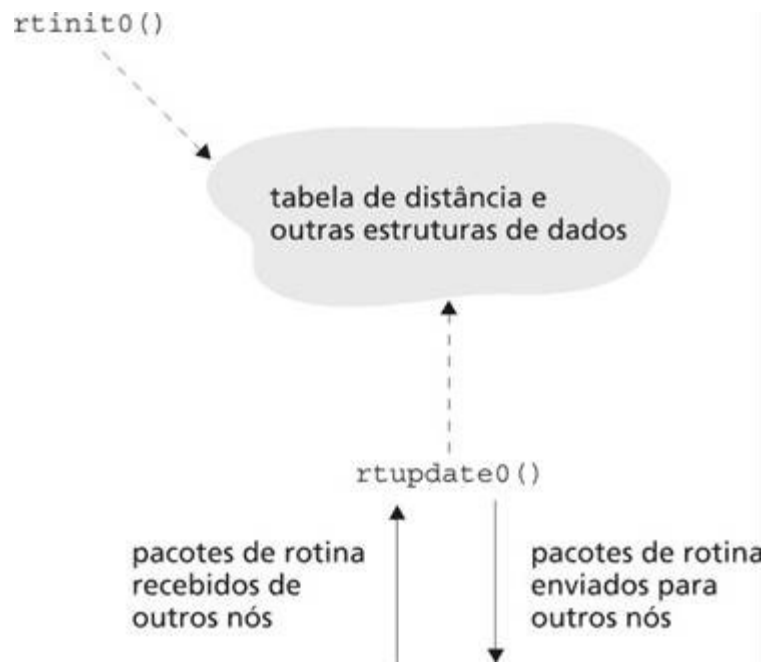 rtinit0()
tabela de distância e
outras estruturas de dados
rtupdate0()
pacotes de rotina
recebidos de
outros nós
pacotes de rotina
enviados para
outros nós